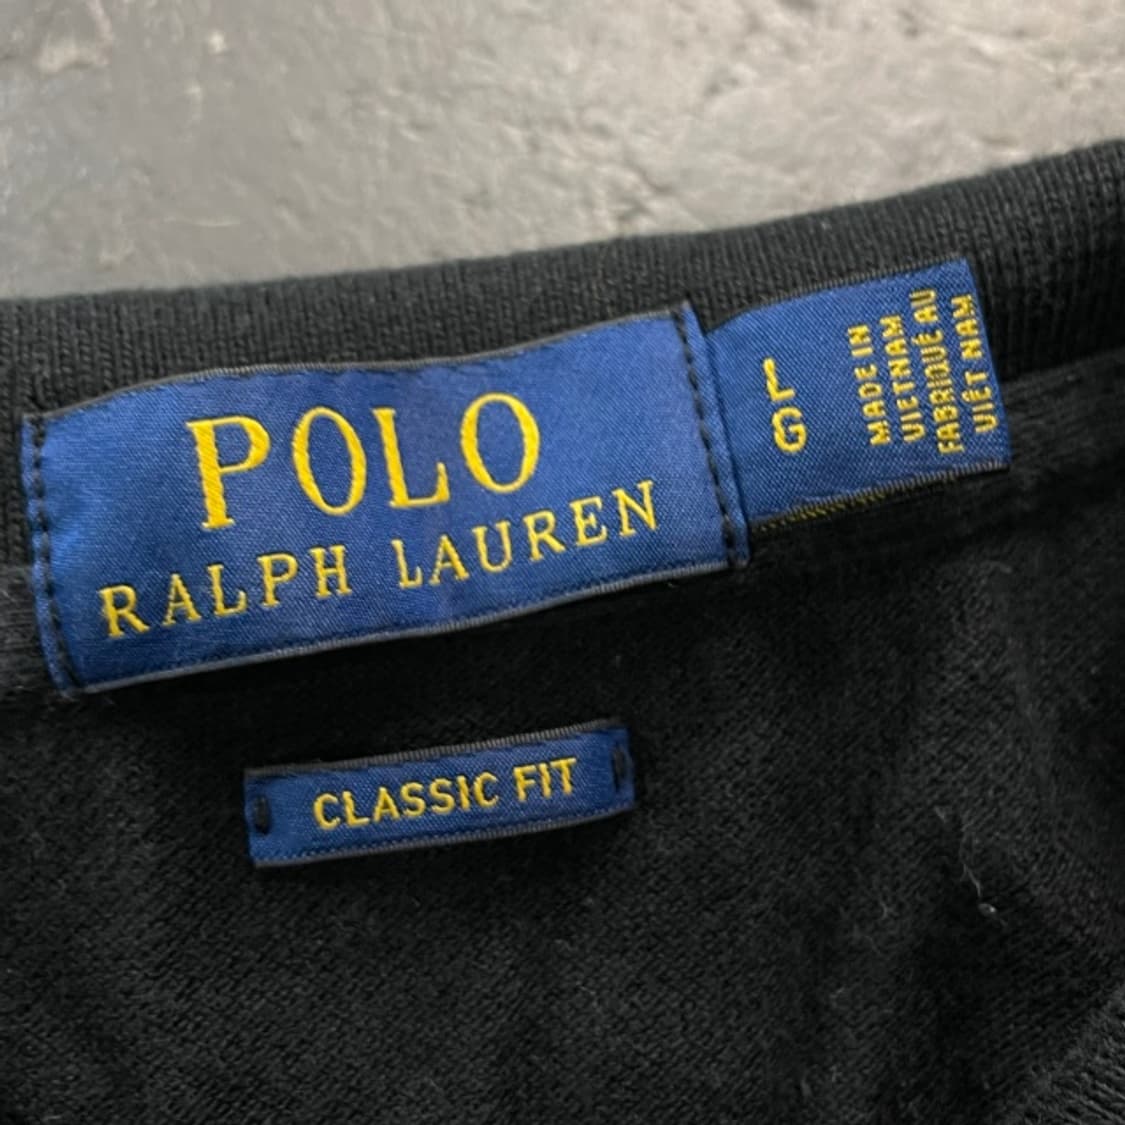 POLO
RALPH LAUREN
L
G
MADE IN
VIETNAM
FABRIQUÉ AU
VIÊT NAM
CLASSIC FIT